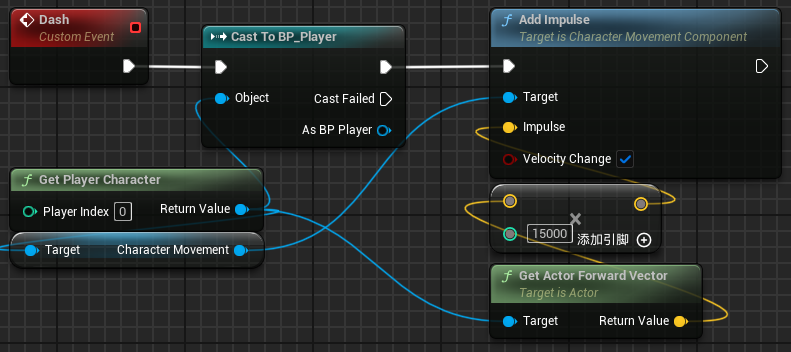 Dash
Custom Event
Cast To BP_Player
Object
Cast Failed
As BP Player
Add Impulse
Target is Character Movement Component
Target
Impulse
Velocity Change
Get Player Character
Player Index 0
Return Value
Target
Character Movement
15000 添加引脚
Get Actor Forward Vector
Target is Actor
Target
Return Value